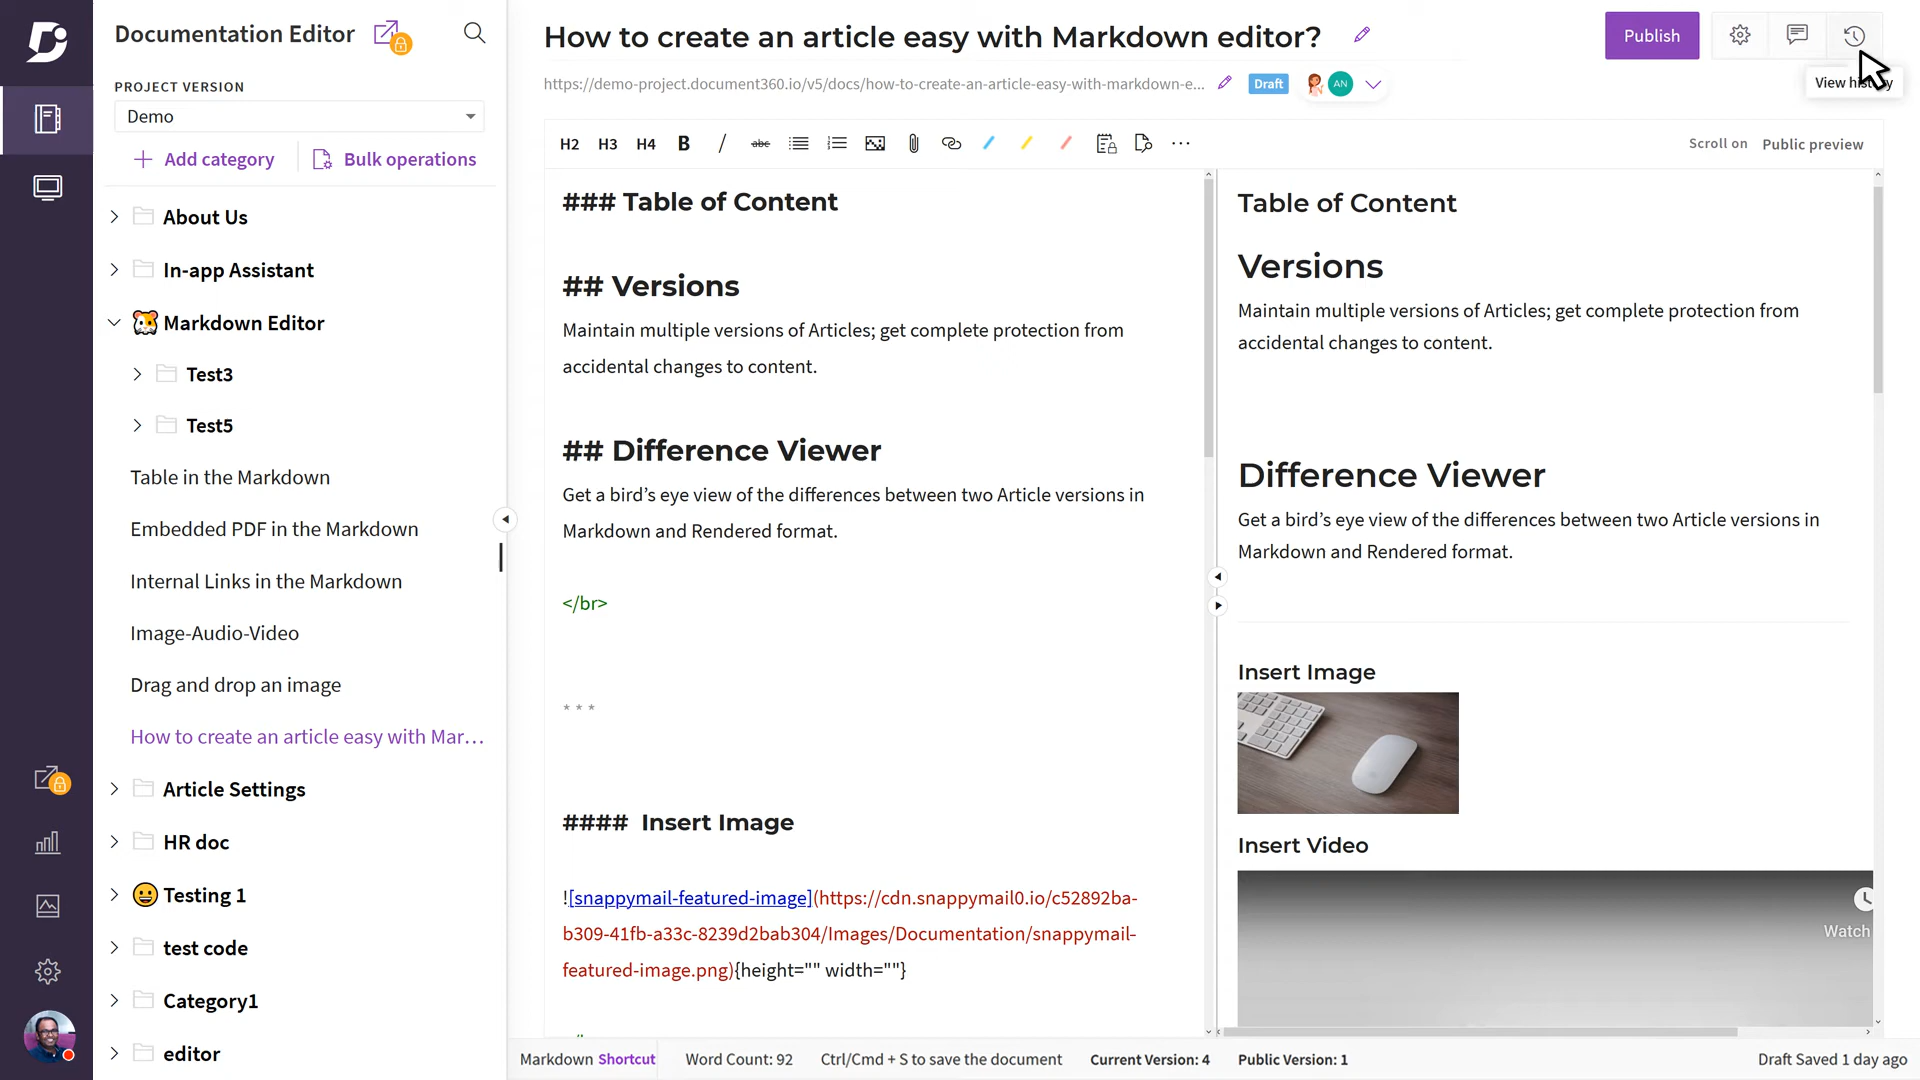 Documentation Editor
PROJECT VERSION
Demo
Add category
Bulk operations
About Us
In-app Assistant
Markdown Editor
Test3
Test5
Table in the Markdown
Embedded PDF in the Markdown
Internal Links in the Markdown
Image-Audio-Video
Drag and drop an image
How to create an article easy with Mar...
Article Settings
HR doc
Testing 1
test code
Category1
editor
How to create an article easy with Markdown editor?
Publish
https://demo-project.document360.io/v5/docs/how-to-create-an-article-easy-with-markdown-e...
Draft
AN
View history
H2 H3 H4 B abc
Scroll on
Public preview
### Table of Content
## Versions
Maintain multiple versions of Articles; get complete protection from
accidental changes to content.
## Difference Viewer
Get a bird’s eye view of the differences between two Article versions in
Markdown and Rendered format.
</br>
* * *
#### Insert Image
![snappymail-featured-image](https://cdn.snappymail0.io/c52892ba-
b309-41fb-a33c-8239d2bab304/Images/Documentation/snappymail-
featured-image.png){height="" width=""}
Table of Content
Versions
Maintain multiple versions of Articles; get complete protection from
accidental changes to content.
Difference Viewer
Get a bird’s eye view of the differences between two Article versions in
Markdown and Rendered format.
Insert Image
Insert Video
Watch
Markdown Shortcut
Word Count: 92
Ctrl/Cmd + S to save the document
Current Version: 4
Public Version: 1
Draft Saved 1 day ago